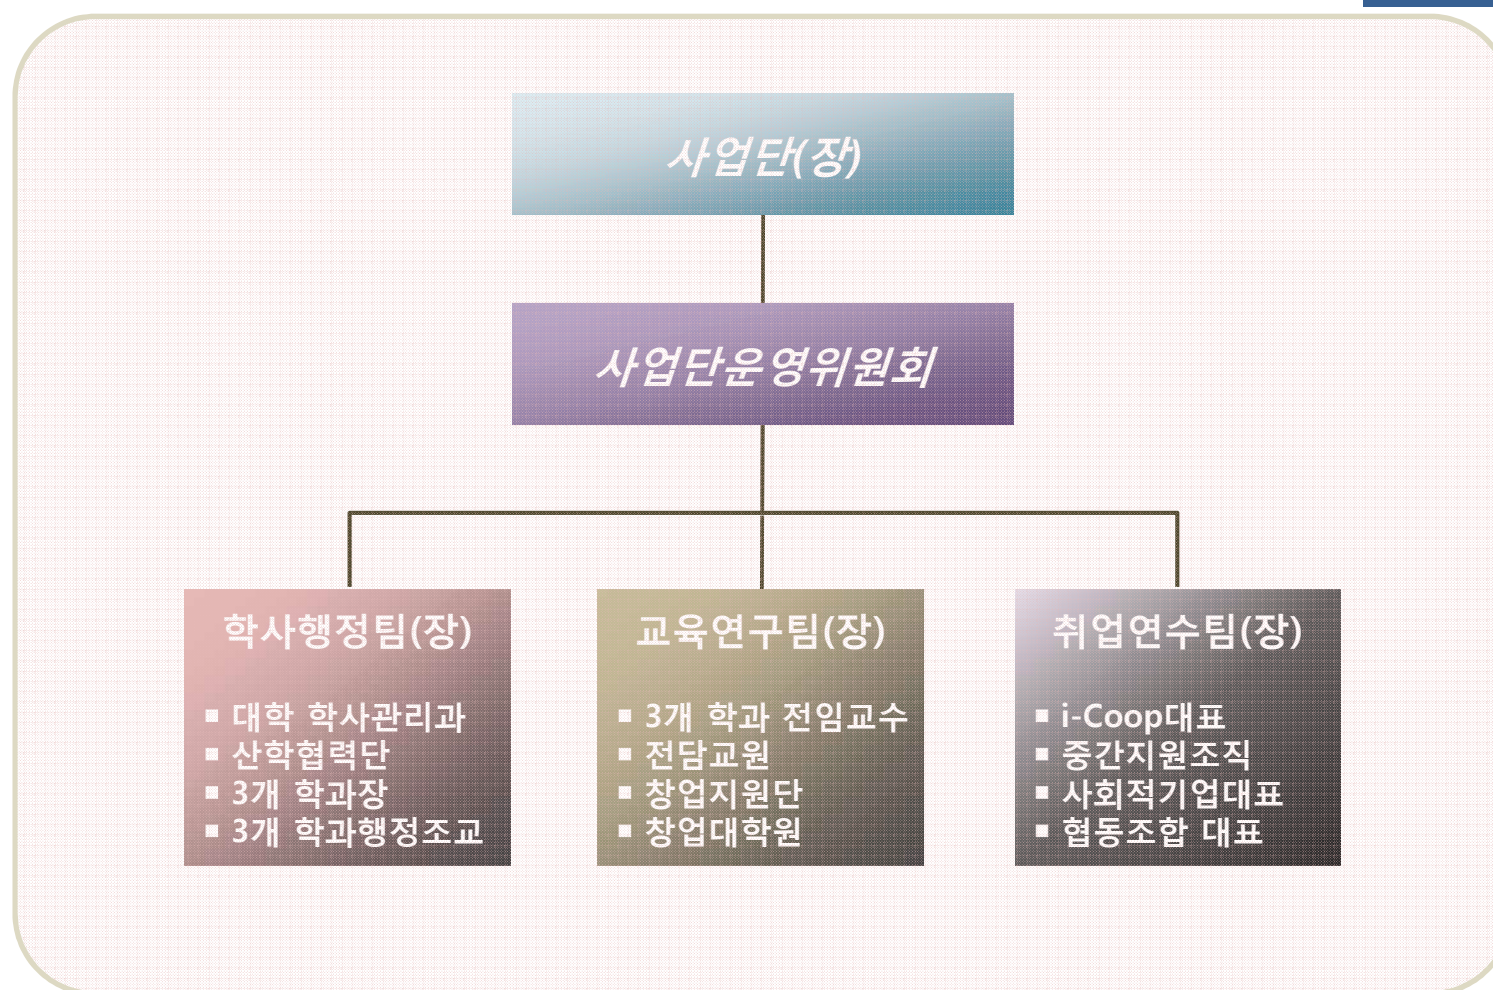 사업단(장)
사업단운영위원회
학사행정팀(장)
▪ 대학 학사관리과
▪ 산학협력단
▪ 3개 학과장
▪ 3개 학과행정조교
교육연구팀(장)
▪ 3개 학과 전임교수
▪ 전담교원
▪ 창업지원단
▪ 창업대학원
취업연수팀(장)
▪ i-Coop대표
▪ 중간지원조직
▪ 사회적기업대표
▪ 협동조합 대표